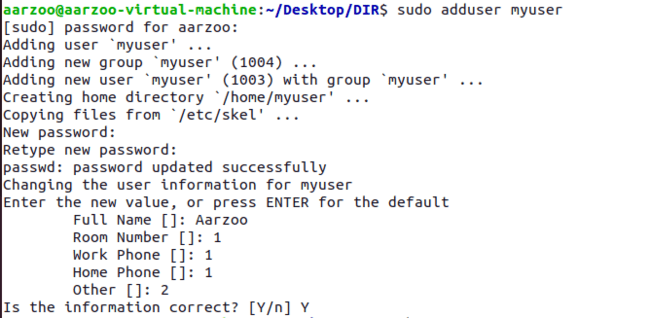 aarzoo@aarzoo-virtual-machine:~/Desktop/DIR$ sudo adduser myuser
[sudo] password for aarzoo:
Adding user `myuser' ...
Adding new group `myuser' (1004) ...
Adding new user `myuser' (1003) with group `myuser' ...
Creating home directory `/home/myuser' ...
Copying files from `/etc/skel' ...
New password:
Retype new password:
passwd: password updated successfully
Changing the user information for myuser
Enter the new value, or press ENTER for the default
        Full Name []: Aarzoo
        Room Number []: 1
        Work Phone []: 1
        Home Phone []: 1
        Other []: 2
Is the information correct? [Y/n] Y